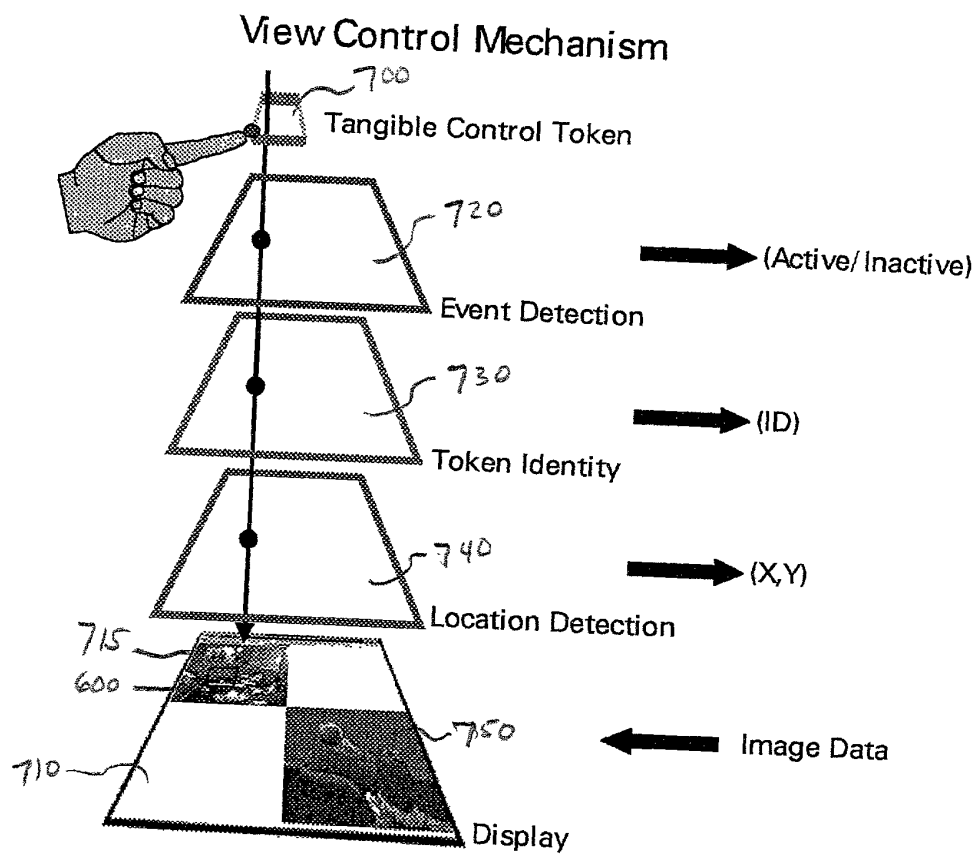 View Control Mechanism
700
Tangible Control Token
720
(Active/Inactive)
Event Detection
730
(ID)
Token Identity
740
(X,Y)
Location Detection
715
600
750
Image Data
710
Display